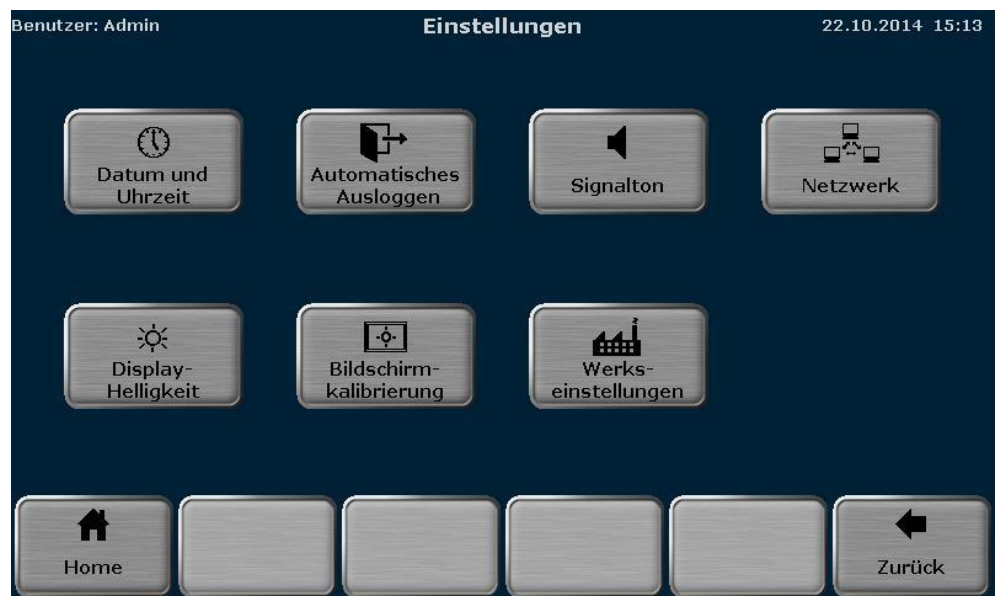 Benutzer: Admin
Einstellungen
22.10.2014 15:13
Datum und
Uhrzeit
Automatisches
Ausloggen
Signalton
Netzwerk
Display-
Helligkeit
Bildschirm-
kalibrierung
Werks-
einstellungen
Home
Zurück